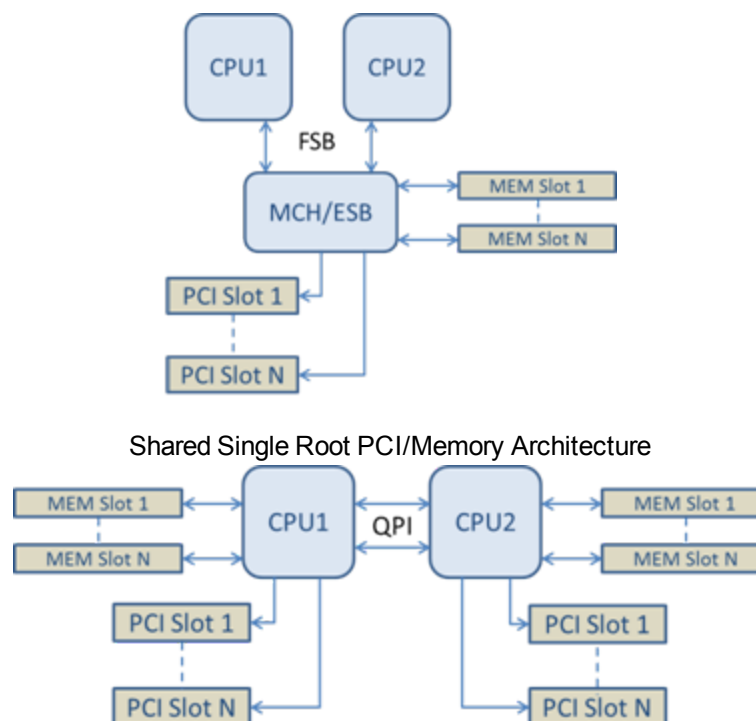 CPU1 CPU2
FSB
MCH/ESB
MEM Slot 1
MEM Slot N
PCI Slot 1
PCI Slot N
Shared Single Root PCI/Memory Architecture
MEM Slot 1
MEM Slot N
CPU1 QPI CPU2
MEM Slot 1
MEM Slot N
PCI Slot 1
PCI Slot N
PCI Slot 1
PCI Slot N